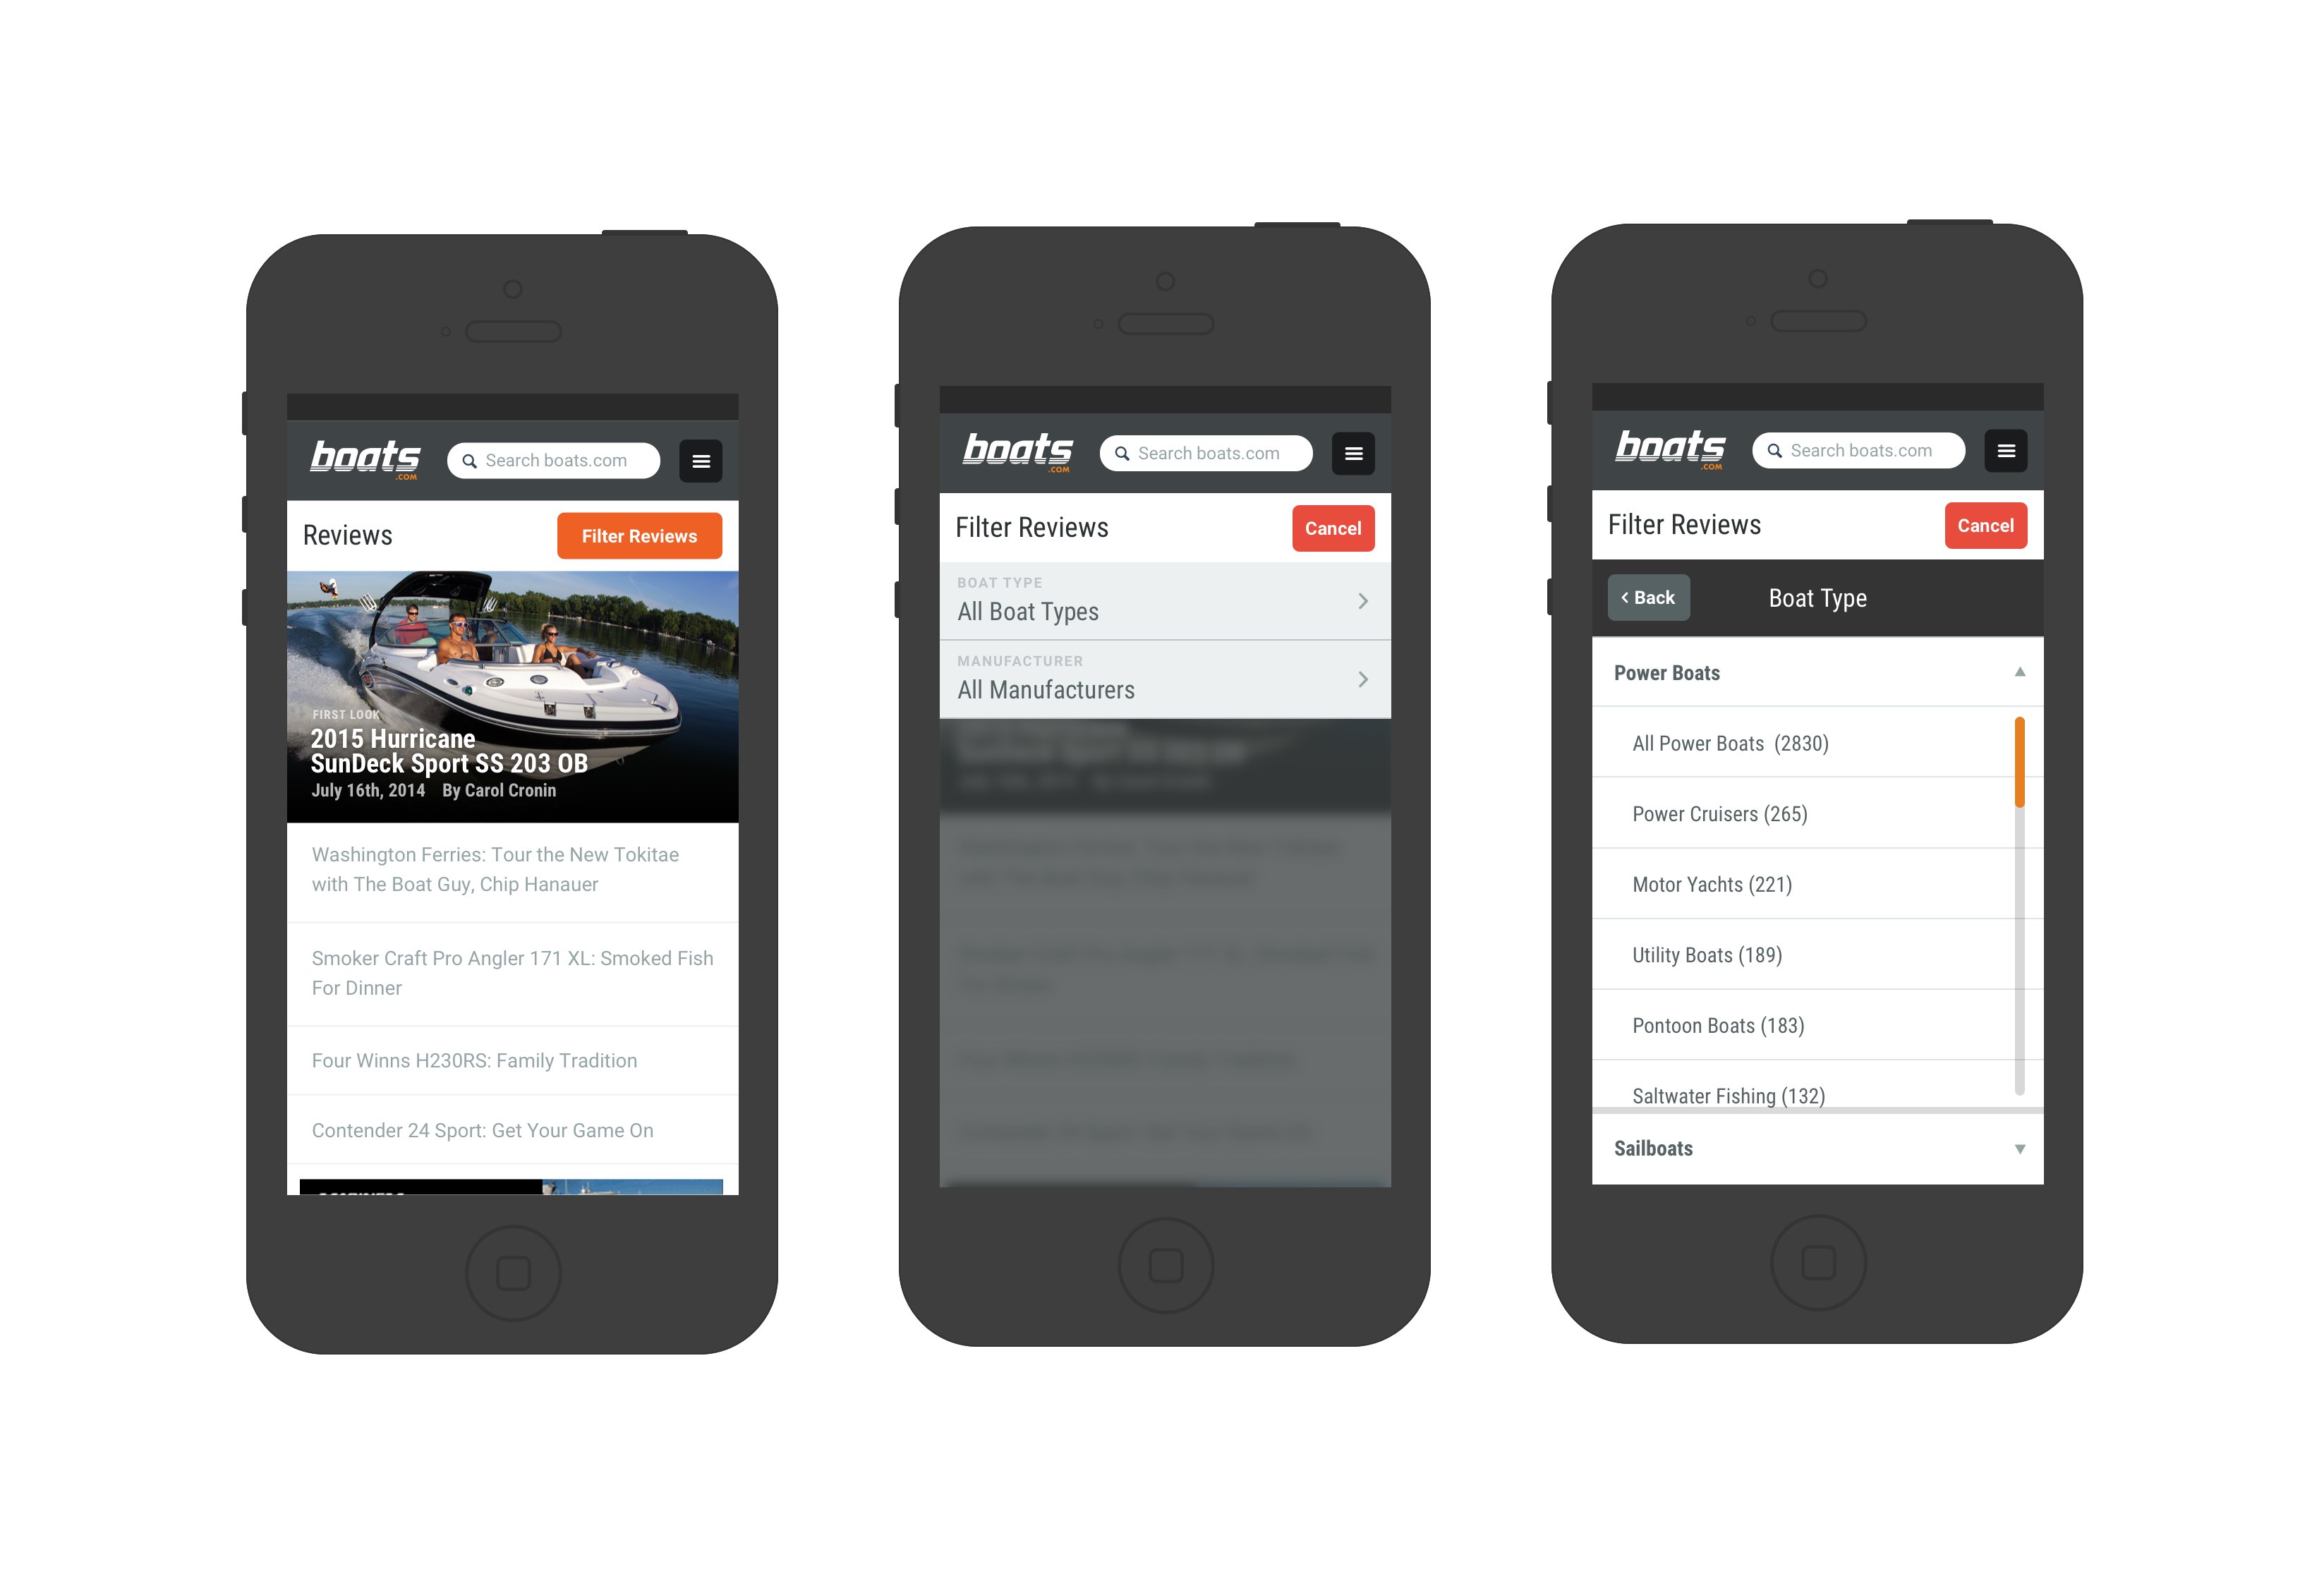 boats
.COM
Search boats.com
Reviews
Filter Reviews
FIRST LOOK
2015 Hurricane
SunDeck Sport SS 203 OB
July 16th, 2014 By Carol Cronin
Washington Ferries: Tour the New Tokitae
with The Boat Guy, Chip Hanauer
Smoker Craft Pro Angler 171 XL: Smoked Fish
For Dinner
Four Winns H230RS: Family Tradition
Contender 24 Sport: Get Your Game On
boats
.COM
Search boats.com
Filter Reviews
Cancel
BOAT TYPE
All Boat Types
MANUFACTURER
All Manufacturers
boats
.COM
Search boats.com
Filter Reviews
Cancel
Back
Boat Type
Power Boats
All Power Boats (2830)
Power Cruisers (265)
Motor Yachts (221)
Utility Boats (189)
Pontoon Boats (183)
Saltwater Fishing (132)
Sailboats